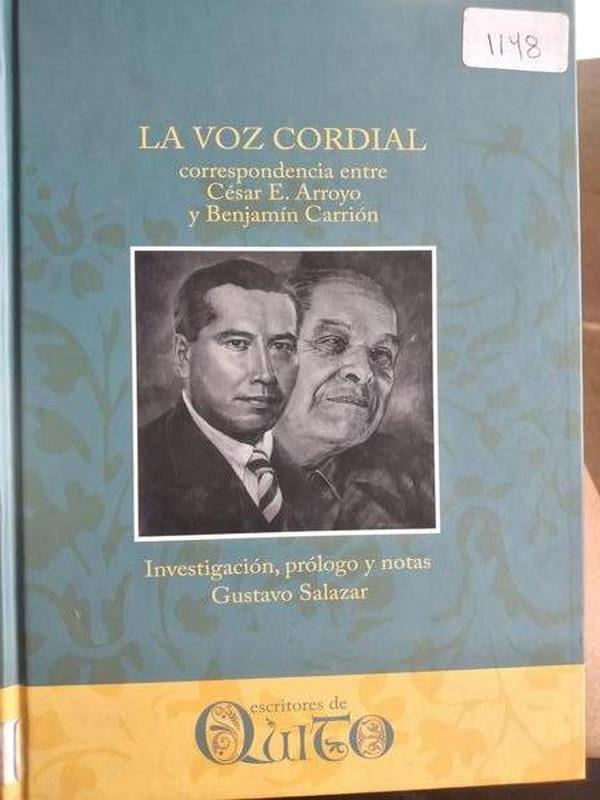 1148
LA VOZ CORDIAL
correspondencia entre
César E. Arroyo
y Benjamín Carrión
Investigación, prólogo y notas
Gustavo Salazar
escritores de
QUITO